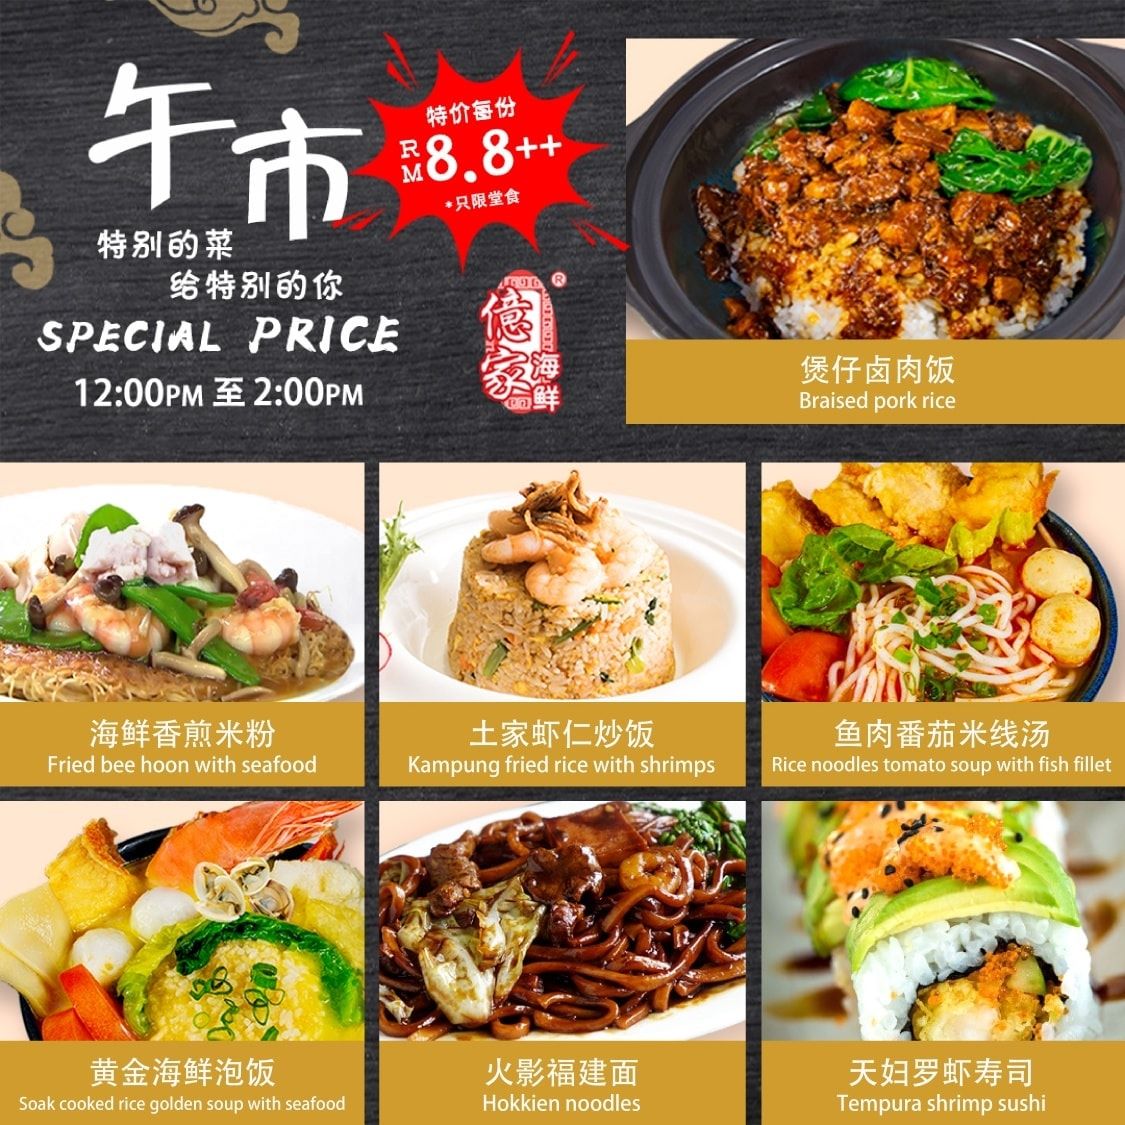 午市
特价每份
RM8.8++
*只限堂食
特别的菜
给特别的你
SPECIAL PRICE
12:00PM 至 2:00PM
億家海鲜
®
煲仔卤肉饭
Braised pork rice
海鲜香煎米粉
Fried bee hoon with seafood
土家虾仁炒饭
Kampung fried rice with shrimps
鱼肉番茄米线汤
Rice noodles tomato soup with fish fillet
黄金海鲜泡饭
Soak cooked rice golden soup with seafood
火影福建面
Hokkien noodles
天妇罗虾寿司
Tempura shrimp sushi